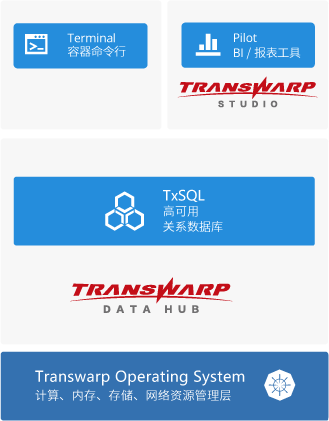 Terminal
容器命令行
Pilot
BI / 报表工具
TRANSWARP
STUDIO
TxSQL
高可用
关系数据库
TRANSWARP
DATA HUB
Transwarp Operating System
计算、内存、存储、网络资源管理层